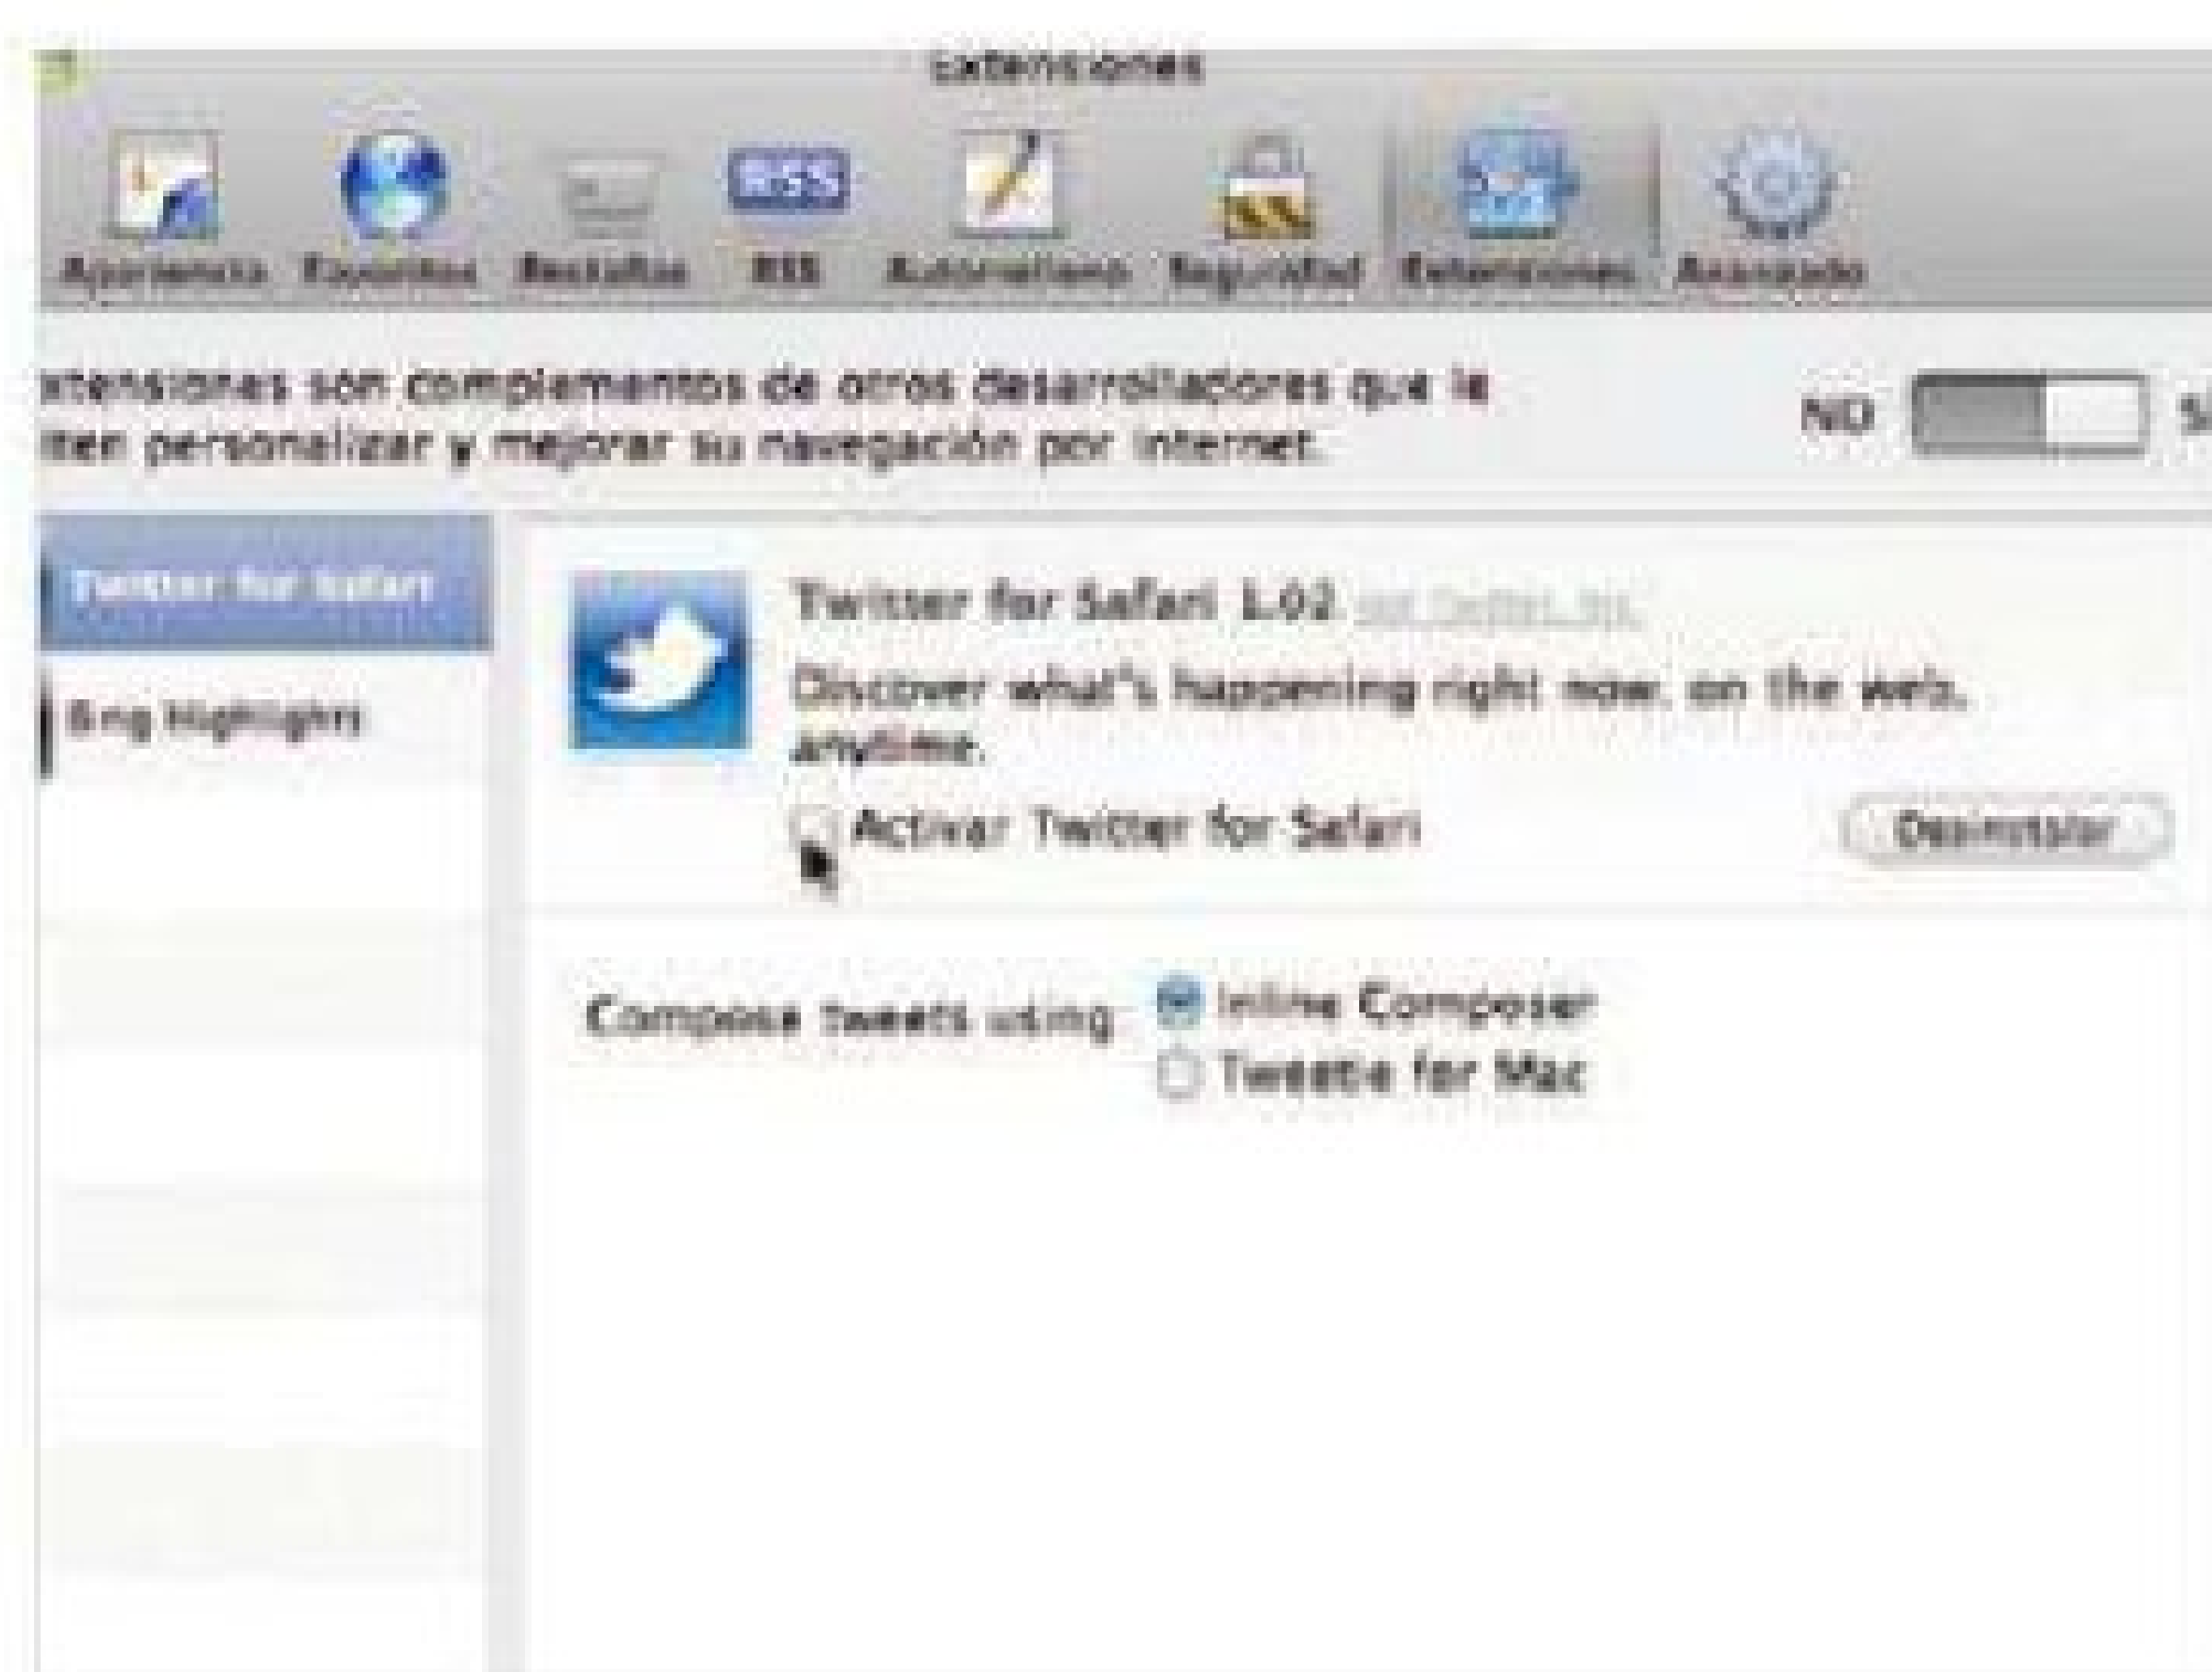 Extensiones
Apariencia Favoritos Pestañas RSS Autorrelleno Seguridad Extensiones Avanzado
xtensiones son complementos de otros desarrolladores que le
iten personalizar y mejorar su navegación por Internet.
NO
Twitter for Safari
Bing Highlights
Twitter for Safari 1.02
Discover what's happening right now, on the web,
anytime.
Activar Twitter for Safari
Desinstalar
Compose tweets using
Inline Composer
Tweetie for Mac